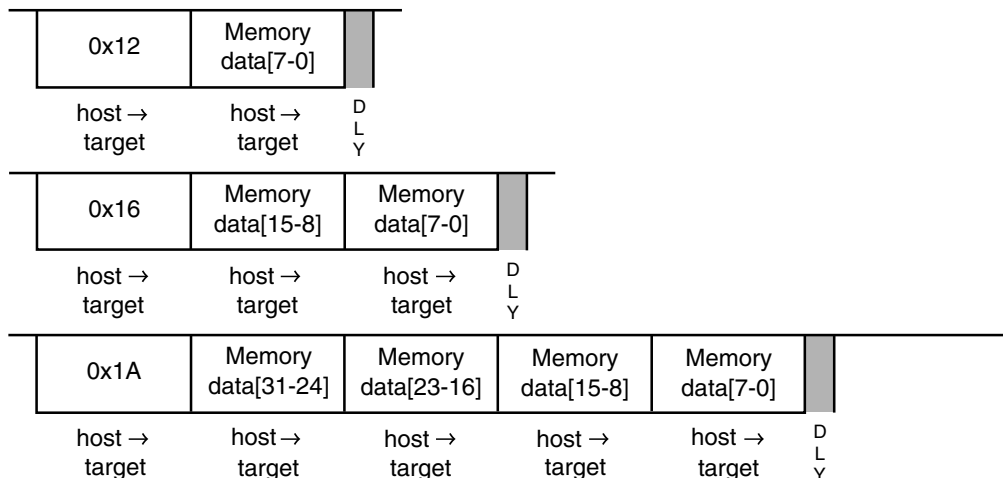 0x12 Memory
data[7-0]
host → host → D
target target L
Y
0x16 Memory Memory
data[15-8] data[7-0]
host → host → host → D
target target target L
Y
0x1A Memory Memory Memory Memory
data[31-24] data[23-16] data[15-8] data[7-0]
host → host → host → host → host → D
target target target target target L
Y